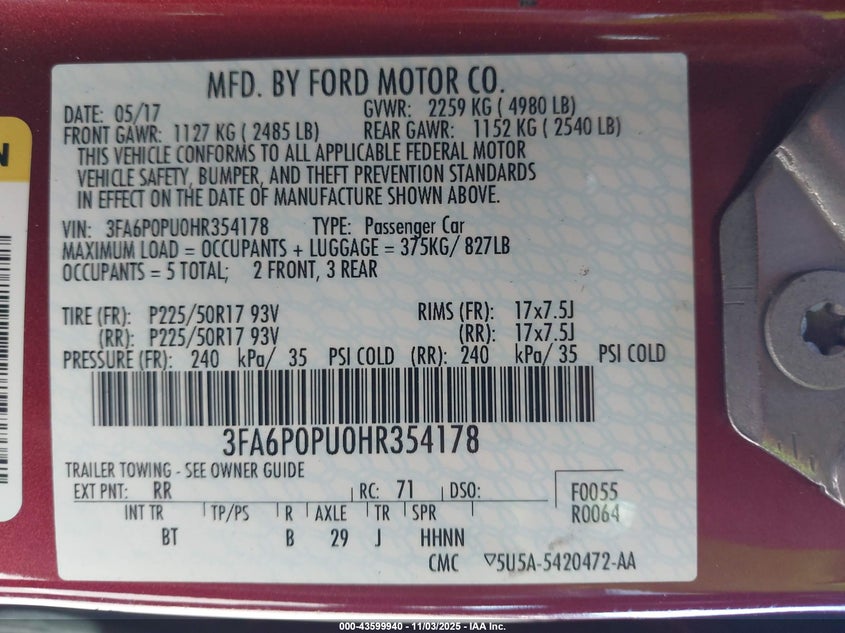 MFD. BY FORD MOTOR CO.
DATE: 05/17 GVWR: 2259 KG ( 4980 LB)
FRONT GAWR: 1127 KG ( 2485 LB) REAR GAWR: 1152 KG ( 2540 LB)
THIS VEHICLE CONFORMS TO ALL APPLICABLE FEDERAL MOTOR
VEHICLE SAFETY, BUMPER, AND THEFT PREVENTION STANDARDS
IN EFFECT ON THE DATE OF MANUFACTURE SHOWN ABOVE.
VIN: 3FA6P0PU0HR354178 TYPE: Passenger Car
MAXIMUM LOAD = OCCUPANTS + LUGGAGE = 375KG/ 827LB
OCCUPANTS = 5 TOTAL; 2 FRONT, 3 REAR
TIRE (FR): P225/50R17 93V RIMS (FR): 17x7.5J
(RR): P225/50R17 93V (RR): 17x7.5J
PRESSURE (FR): 240 kPa/ 35 PSI COLD (RR): 240 kPa/ 35 PSI COLD
3FA6P0PU0HR354178
TRAILER TOWING - SEE OWNER GUIDE
EXT PNT: RR RC: 71 DSO: F0055
INT TR TP/PS R AXLE TR SPR R0064
BT B 29 J HHNN
CMC ▽5U5A-5420472-AA
N
000-43599940 - 11/03/2025 - IAA Inc.